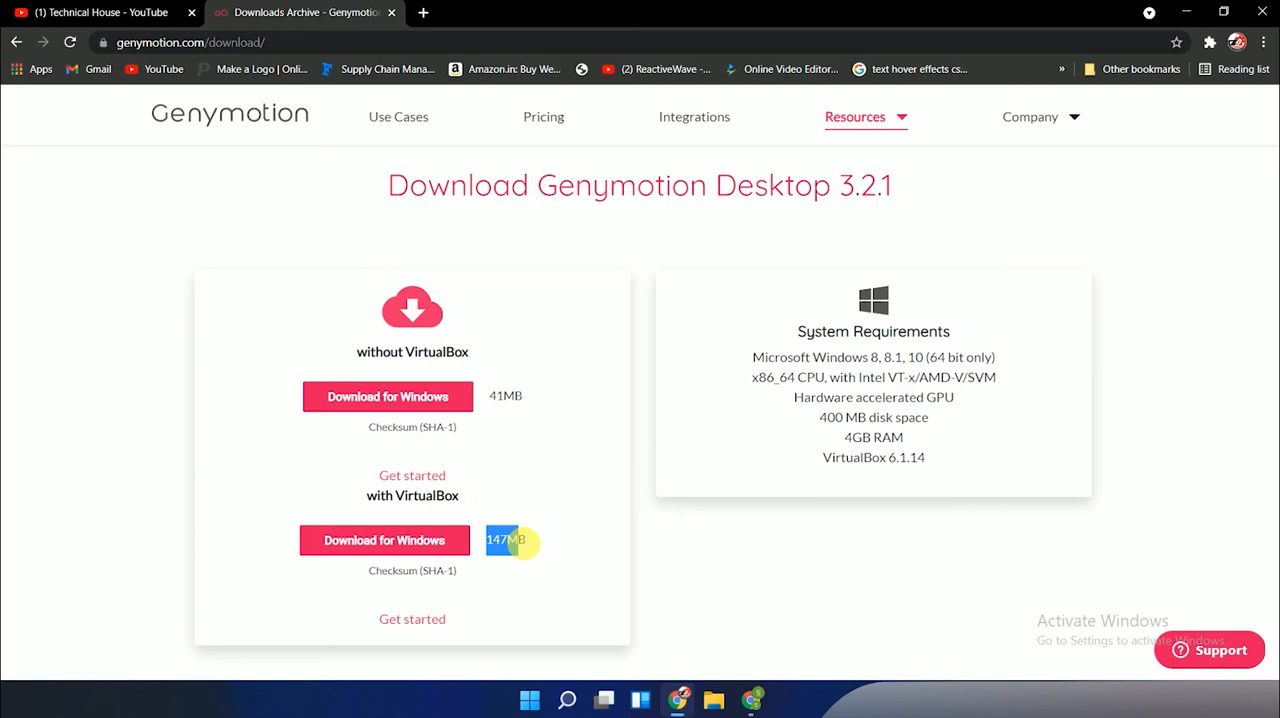 (1) Technical House - YouTube
Downloads Archive - Genymotio
genymotion.com/download/
Apps
Gmail
YouTube
Make a Logo | Onli...
Supply Chain Mana...
Amazon.in: Buy We...
(2) ReactiveWave -...
Online Video Editor...
text hover effects cs...
»
Other bookmarks
Reading list
Genymotion
Use Cases
Pricing
Integrations
Resources
Company
Download Genymotion Desktop 3.2.1
without VirtualBox
Download for Windows
41MB
Checksum (SHA-1)
Get started
with VirtualBox
Download for Windows
147MB
Checksum (SHA-1)
Get started
System Requirements
Microsoft Windows 8, 8.1, 10 (64 bit only)
x86_64 CPU, with Intel VT-x/AMD-V/SVM
Hardware accelerated GPU
400 MB disk space
4GB RAM
VirtualBox 6.1.14
Activate Windows
Go to Settings to activate Windows.
Support